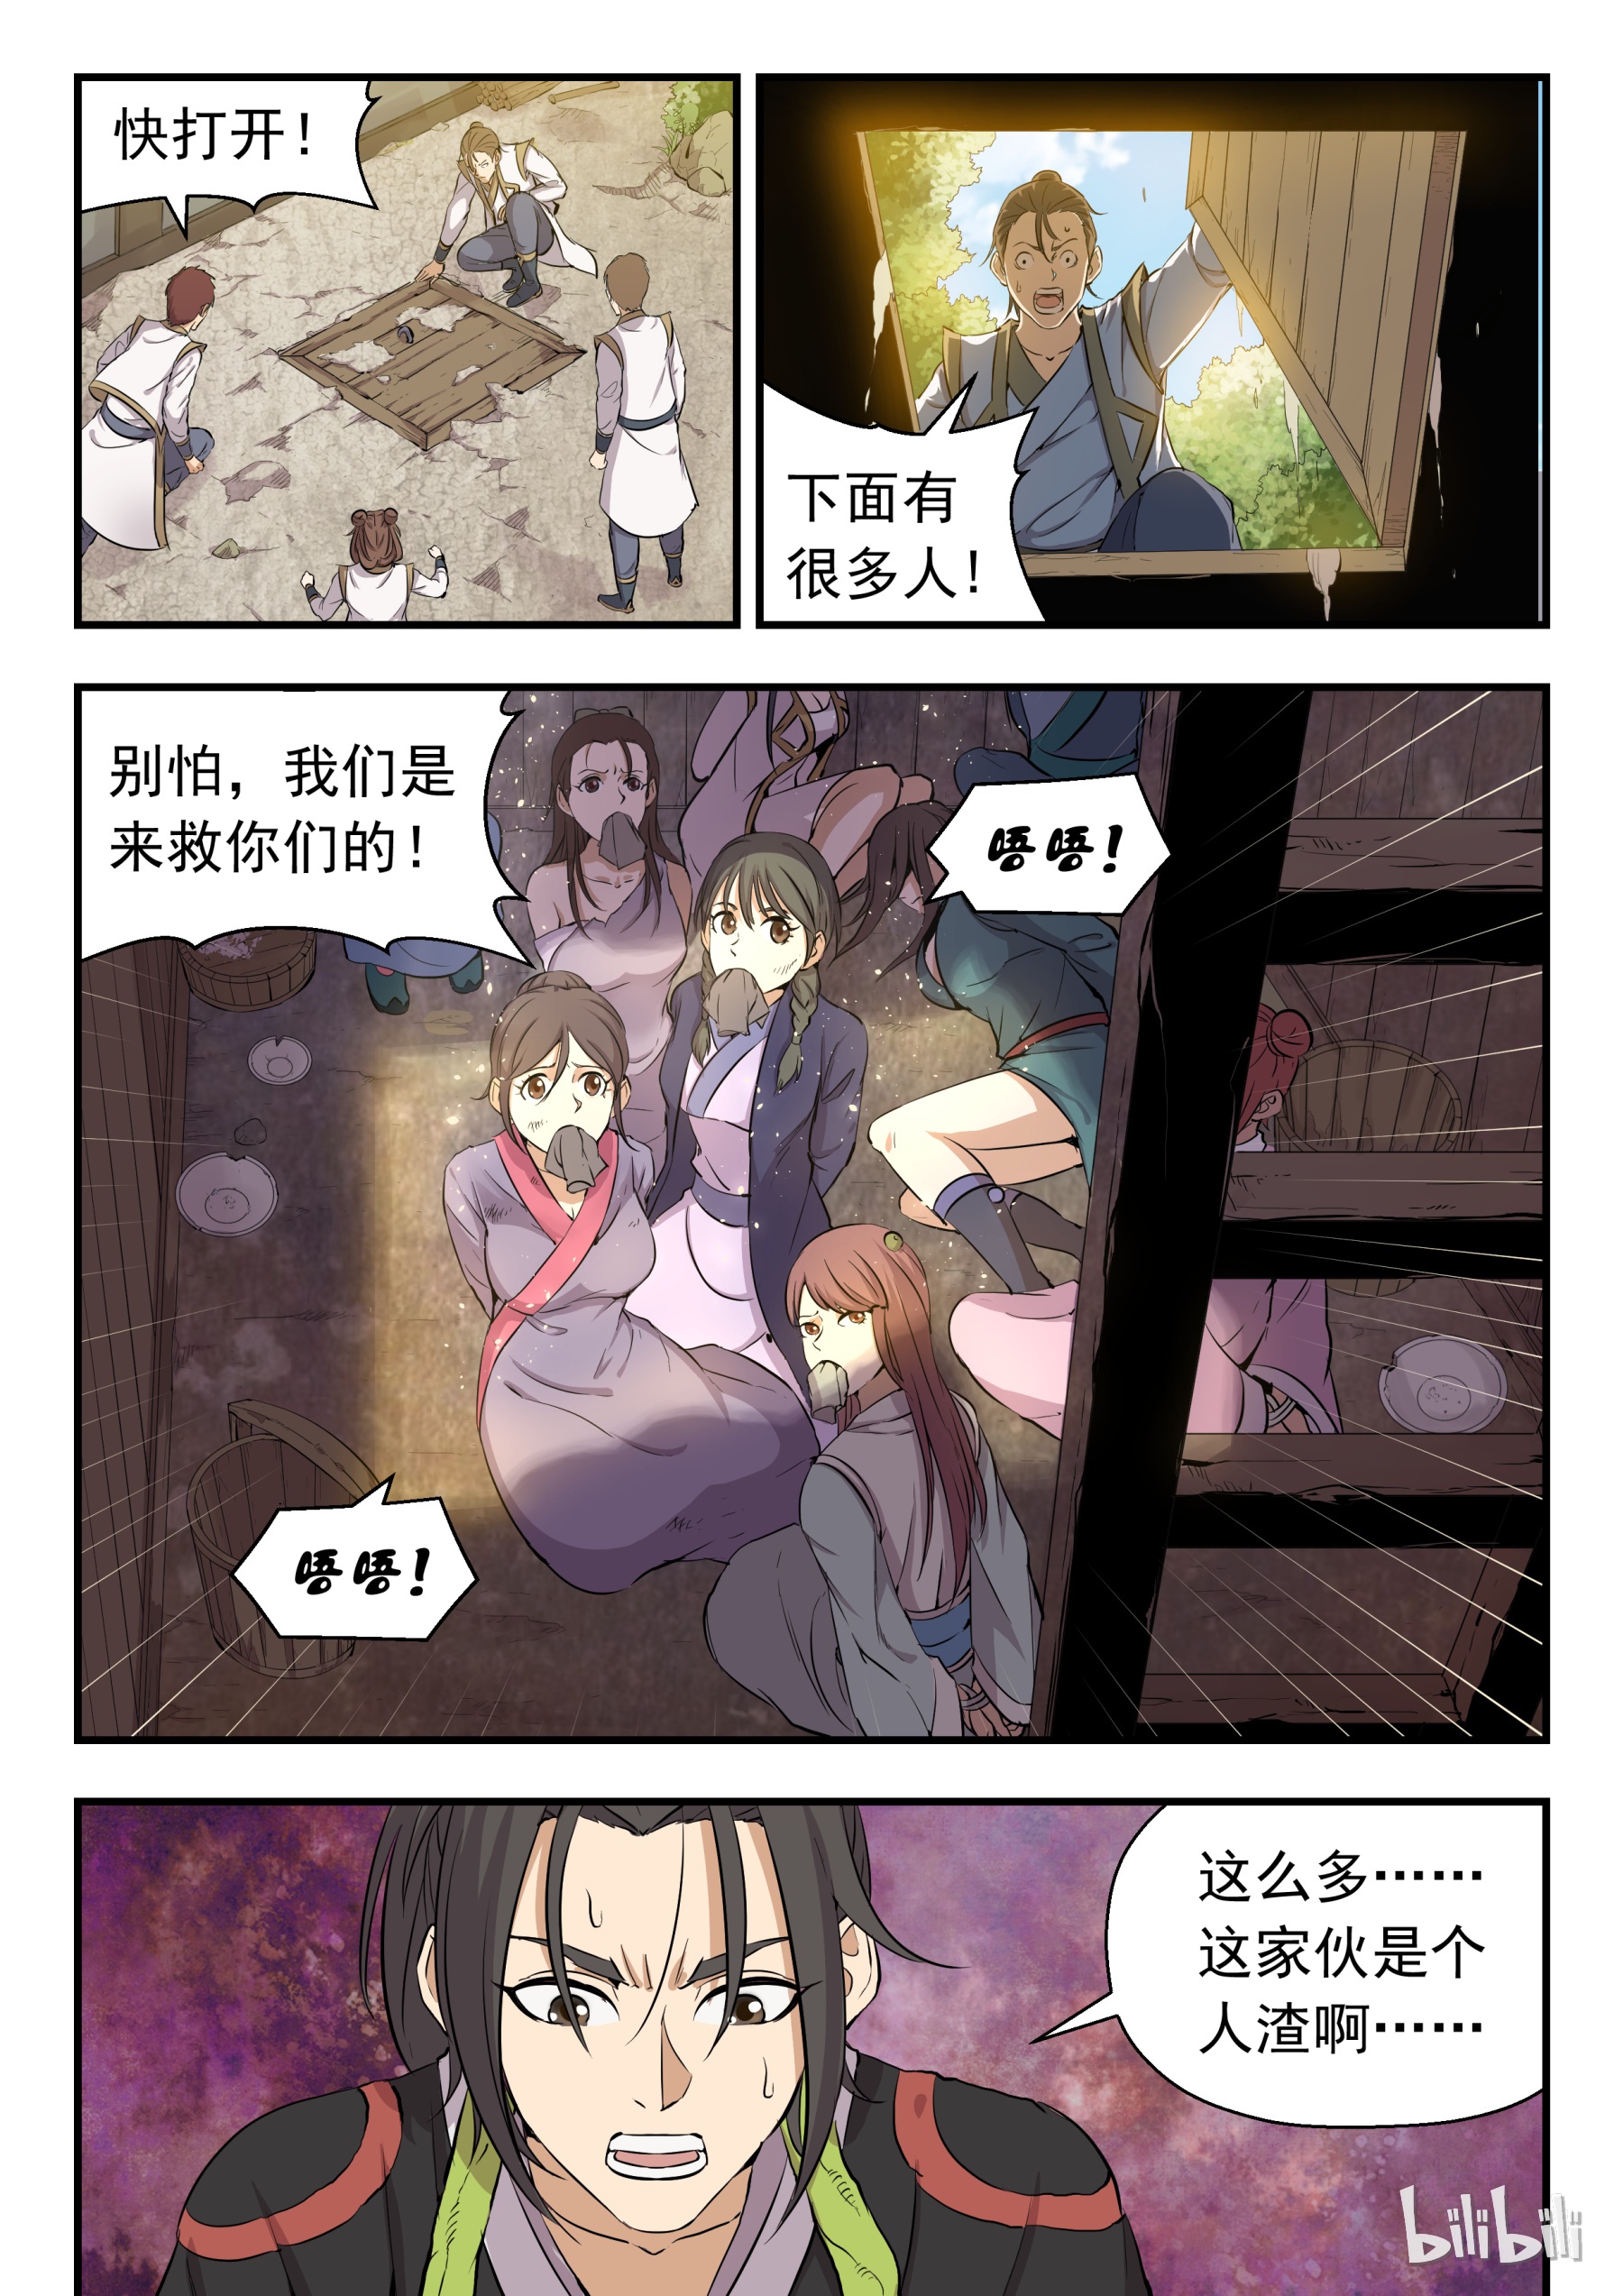 快打开！
下面有
很多人！
别怕，我们是
来救你们的！
唔唔！
唔唔！
这么多……
这家伙是个
人渣啊……
bilibili